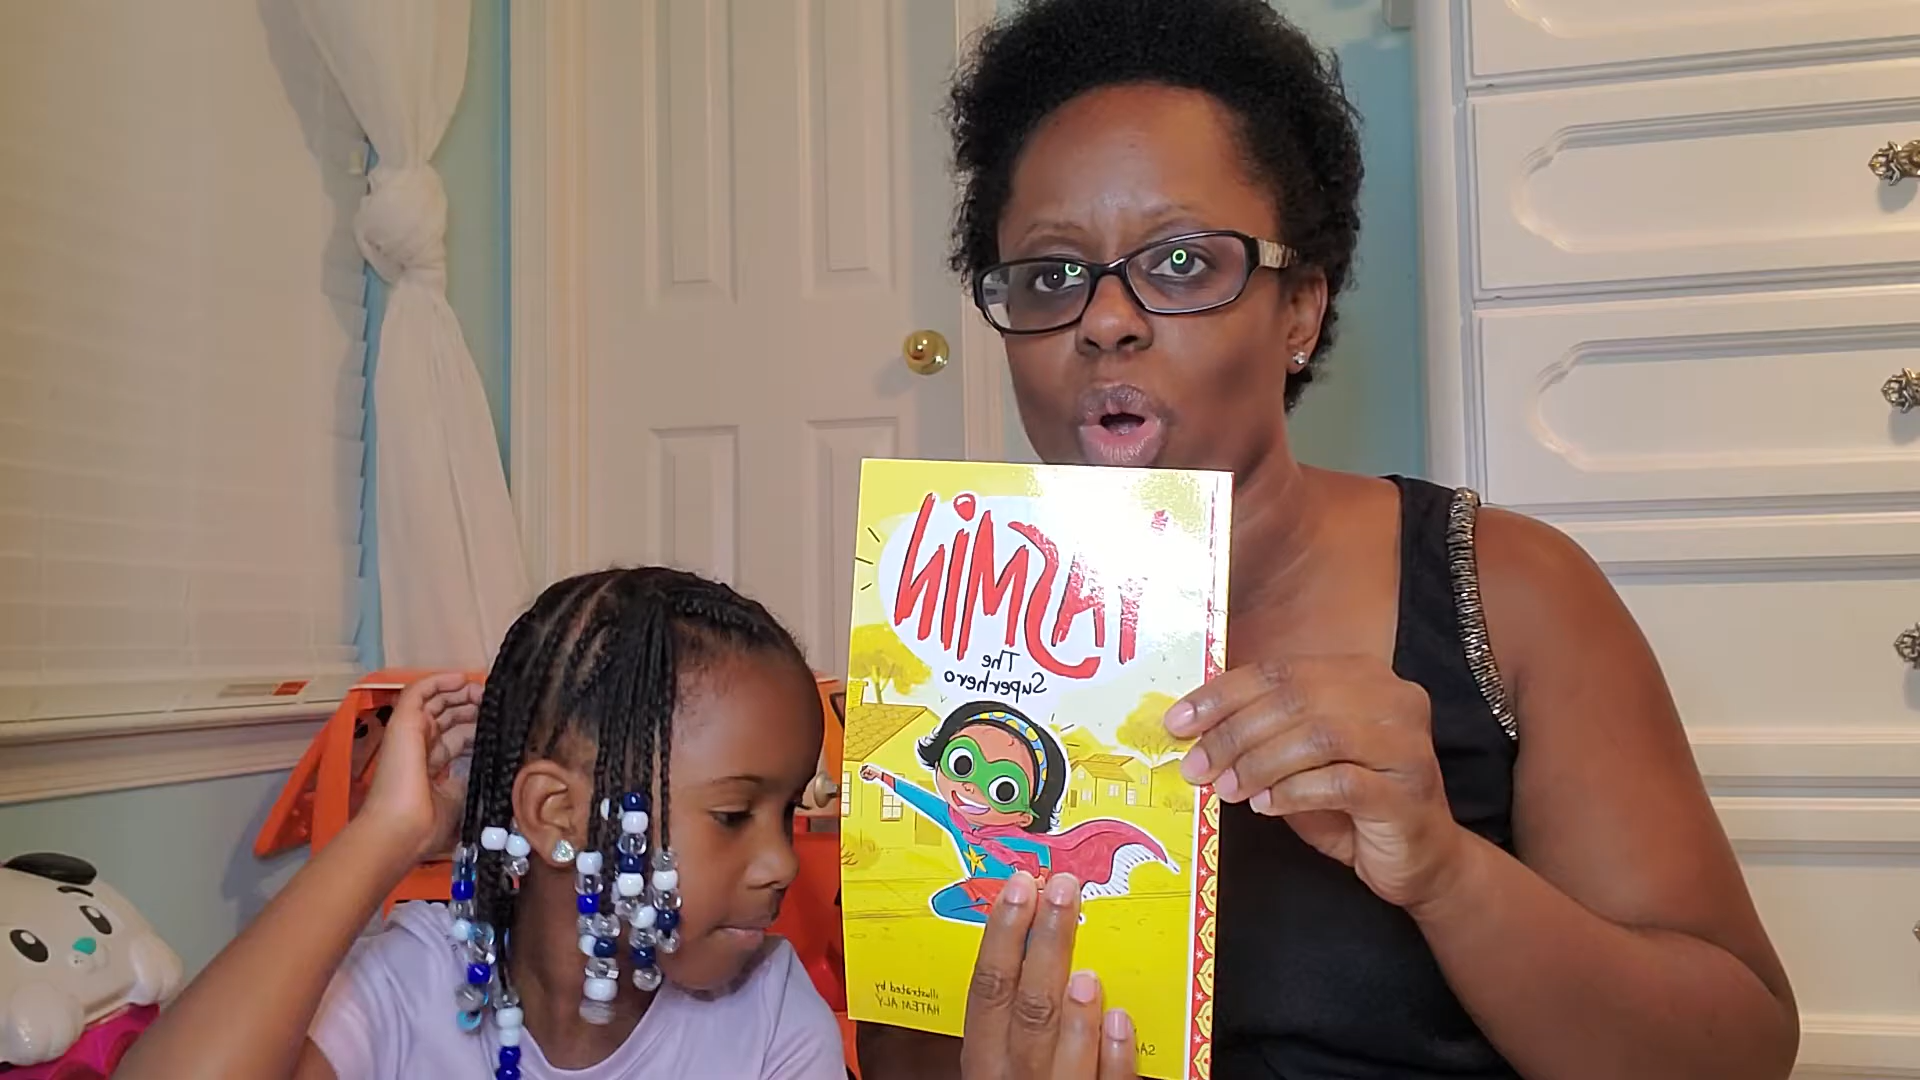 YASMIN
The
Superhero
illustrated by
HATEM ALY